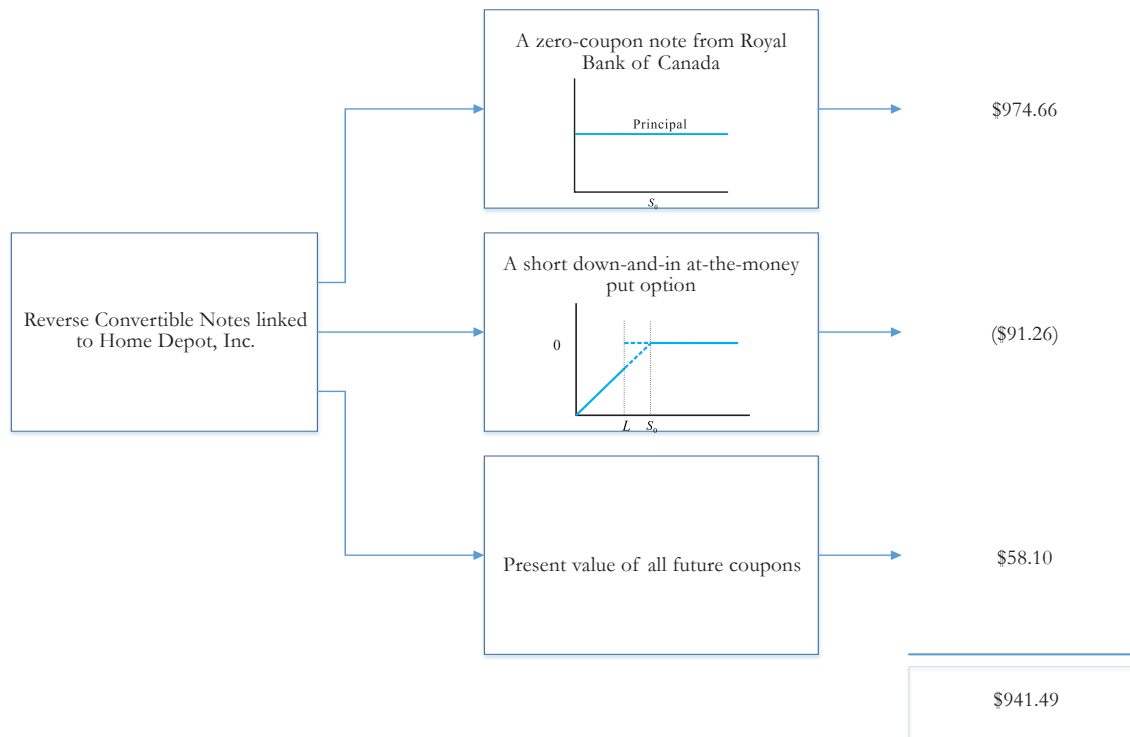 A zero-coupon note from Royal
Bank of Canada
Principal
S₀
$974.66
Reverse Convertible Notes linked
to Home Depot, Inc.
A short down-and-in at-the-money
put option
0
L S₀
($91.26)
Present value of all future coupons
$58.10
$941.49